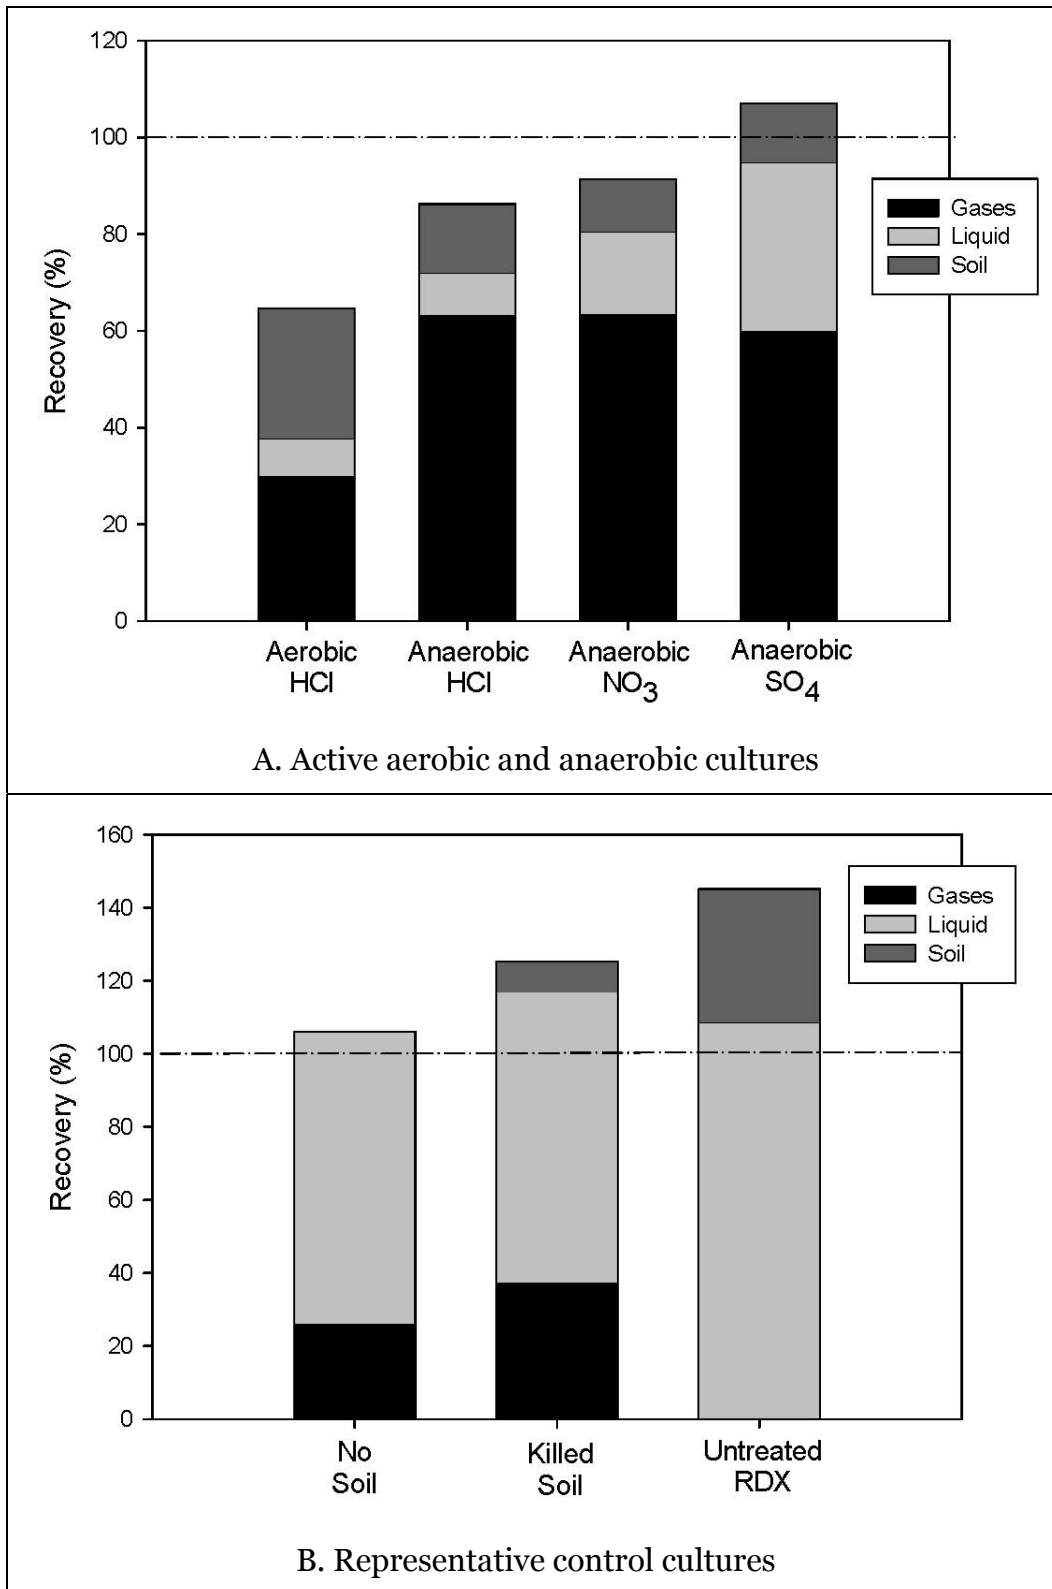 120
100
80
60
40
20
0
Recovery (%)
Gases
Liquid
Soil
Aerobic
HCl
Anaerobic
HCl
Anaerobic
NO3
Anaerobic
SO4
A. Active aerobic and anaerobic cultures
160
140
120
100
80
60
40
20
0
Recovery (%)
Gases
Liquid
Soil
No
Soil
Killed
Soil
Untreated
RDX
B. Representative control cultures